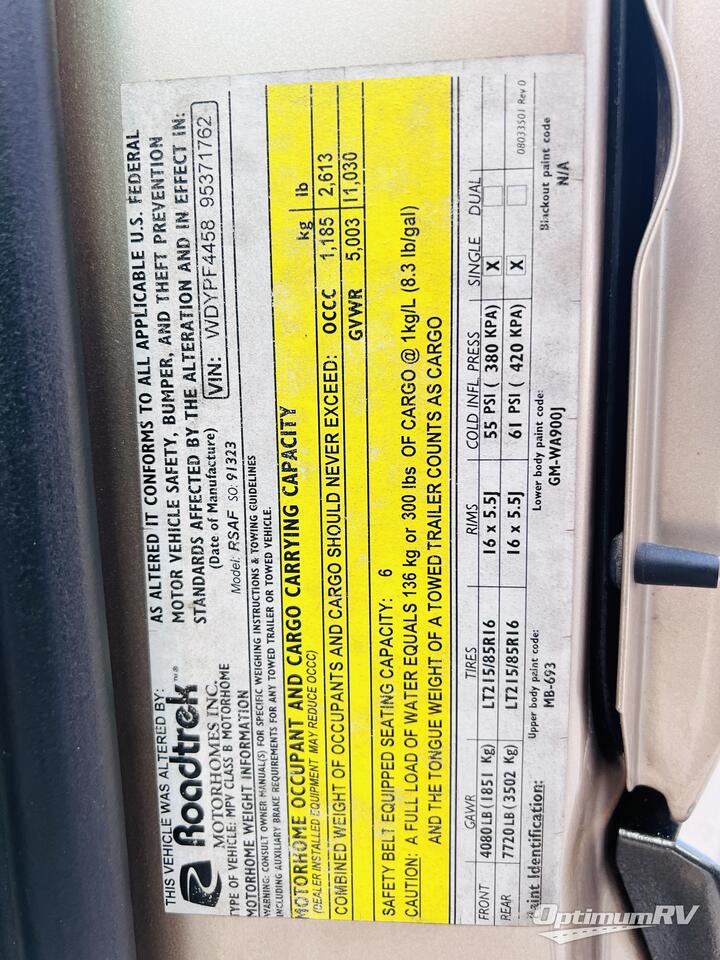 THIS VEHICLE WAS ALTERED BY:
Roadtrek™
MOTORHOMES INC.
TYPE OF VEHICLE: MPV CLASS B MOTORHOME
AS ALTERED IT CONFORMS TO ALL APPLICABLE U.S. FEDERAL
MOTOR VEHICLE SAFETY, BUMPER, AND THEFT PREVENTION
STANDARDS AFFECTED BY THE ALTERATION AND IN EFFECT IN:
(Date of Manufacture)
VIN: WDYPF4458 95371762
Model: RSAF SO: 91323
MOTORHOME WEIGHT INFORMATION
WARNING: CONSULT OWNER MANUAL(S) FOR SPECIFIC WEIGHING INSTRUCTIONS & TOWING GUIDELINES
INCLUDING AUXILIARY BRAKE REQUIREMENTS FOR ANY TOWED TRAILER OR TOWED VEHICLE.
MOTORHOME OCCUPANT AND CARGO CARRYING CAPACITY
(DEALER INSTALLED EQUIPMENT MAY REDUCE OCCC)
kg lb
COMBINED WEIGHT OF OCCUPANTS AND CARGO SHOULD NEVER EXCEED: OCCC 1,185 2,613
GVWR 5,003 11,030
SAFETY BELT EQUIPPED SEATING CAPACITY: 6
CAUTION: A FULL LOAD OF WATER EQUALS 136 kg or 300 lbs OF CARGO @ 1kg/L (8.3 lb/gal)
AND THE TONGUE WEIGHT OF A TOWED TRAILER COUNTS AS CARGO
GAWR TIRES RIMS COLD INFL. PRESS SINGLE DUAL
FRONT 4080 LB (1851 Kg) LT215/85R16 16 x 5.5J 55 PSI ( 380 KPA) X
REAR 7720 LB (3502 Kg) LT215/85R16 16 x 5.5J 61 PSI ( 420 KPA) X
08033501 Rev 0
Paint Identification: Upper body paint code: Lower body paint code: Blackout paint code
MB-693 GM-WA900J N/A
OptimumRV